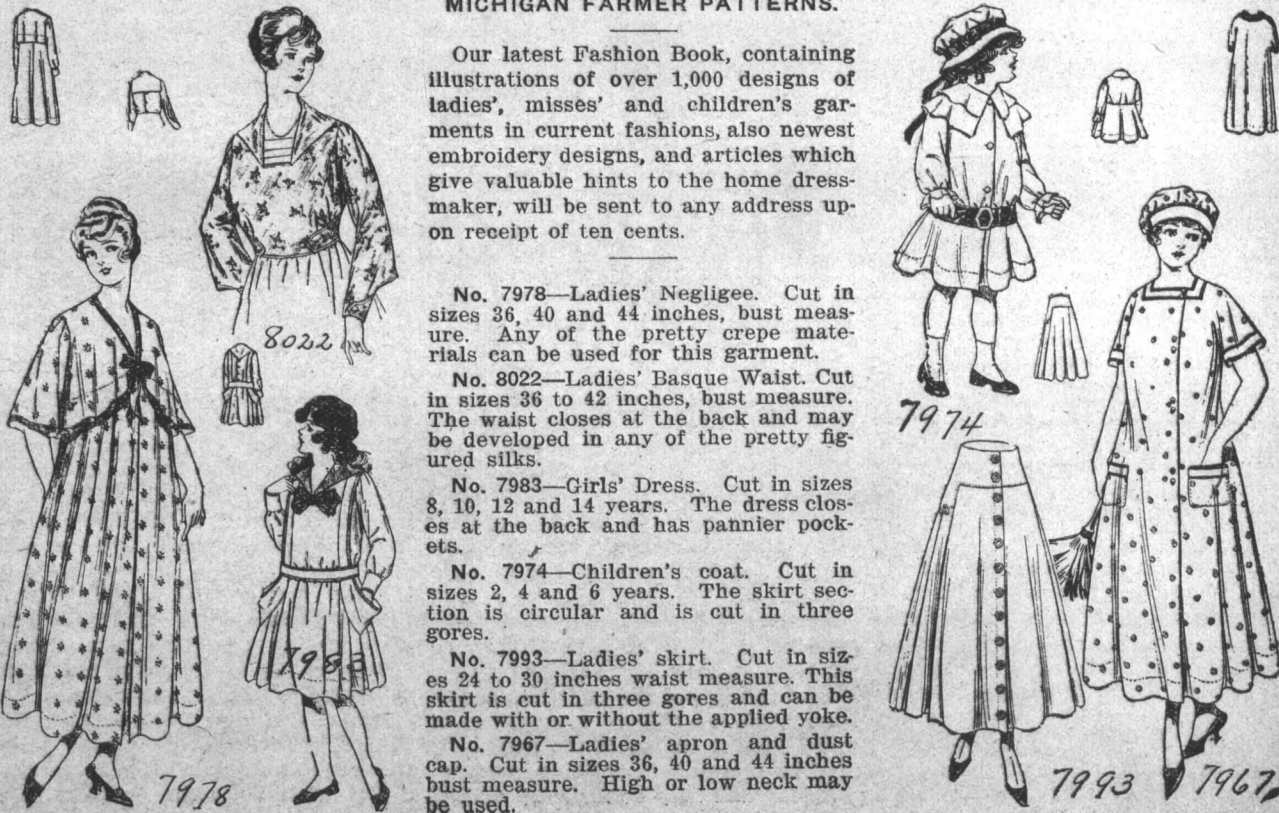 MICHIGAN FARMER PATTERNS.
Our latest Fashion Book, containing
illustrations of over 1,000 designs of
ladies', misses' and children's gar-
ments in current fashions, also newest
embroidery designs, and articles which
give valuable hints to the home dress-
maker, will be sent to any address up-
on receipt of ten cents.
No. 7978—Ladies' Negligee. Cut in
sizes 36, 40 and 44 inches, bust meas-
ure. Any of the pretty crepe mate-
rials can be used for this garment.
No. 8022—Ladies' Basque Waist. Cut
in sizes 36 to 42 inches, bust measure.
The waist closes at the back and may
be developed in any of the pretty fig-
ured silks.
No. 7983—Girls' Dress. Cut in sizes
8, 10, 12 and 14 years. The dress clos-
es at the back and has pannier pock-
ets.
No. 7974—Children's coat. Cut in
sizes 2, 4 and 6 years. The skirt sec-
tion is circular and is cut in three
gores.
No. 7993—Ladies' skirt. Cut in siz-
es 24 to 30 inches waist measure. This
skirt is cut in three gores and can be
made with or without the applied yoke.
No. 7967—Ladies' apron and dust
cap. Cut in sizes 36, 40 and 44 inches
bust measure. High or low neck may
be used.
8022
7983
7978
7974
7993
7967